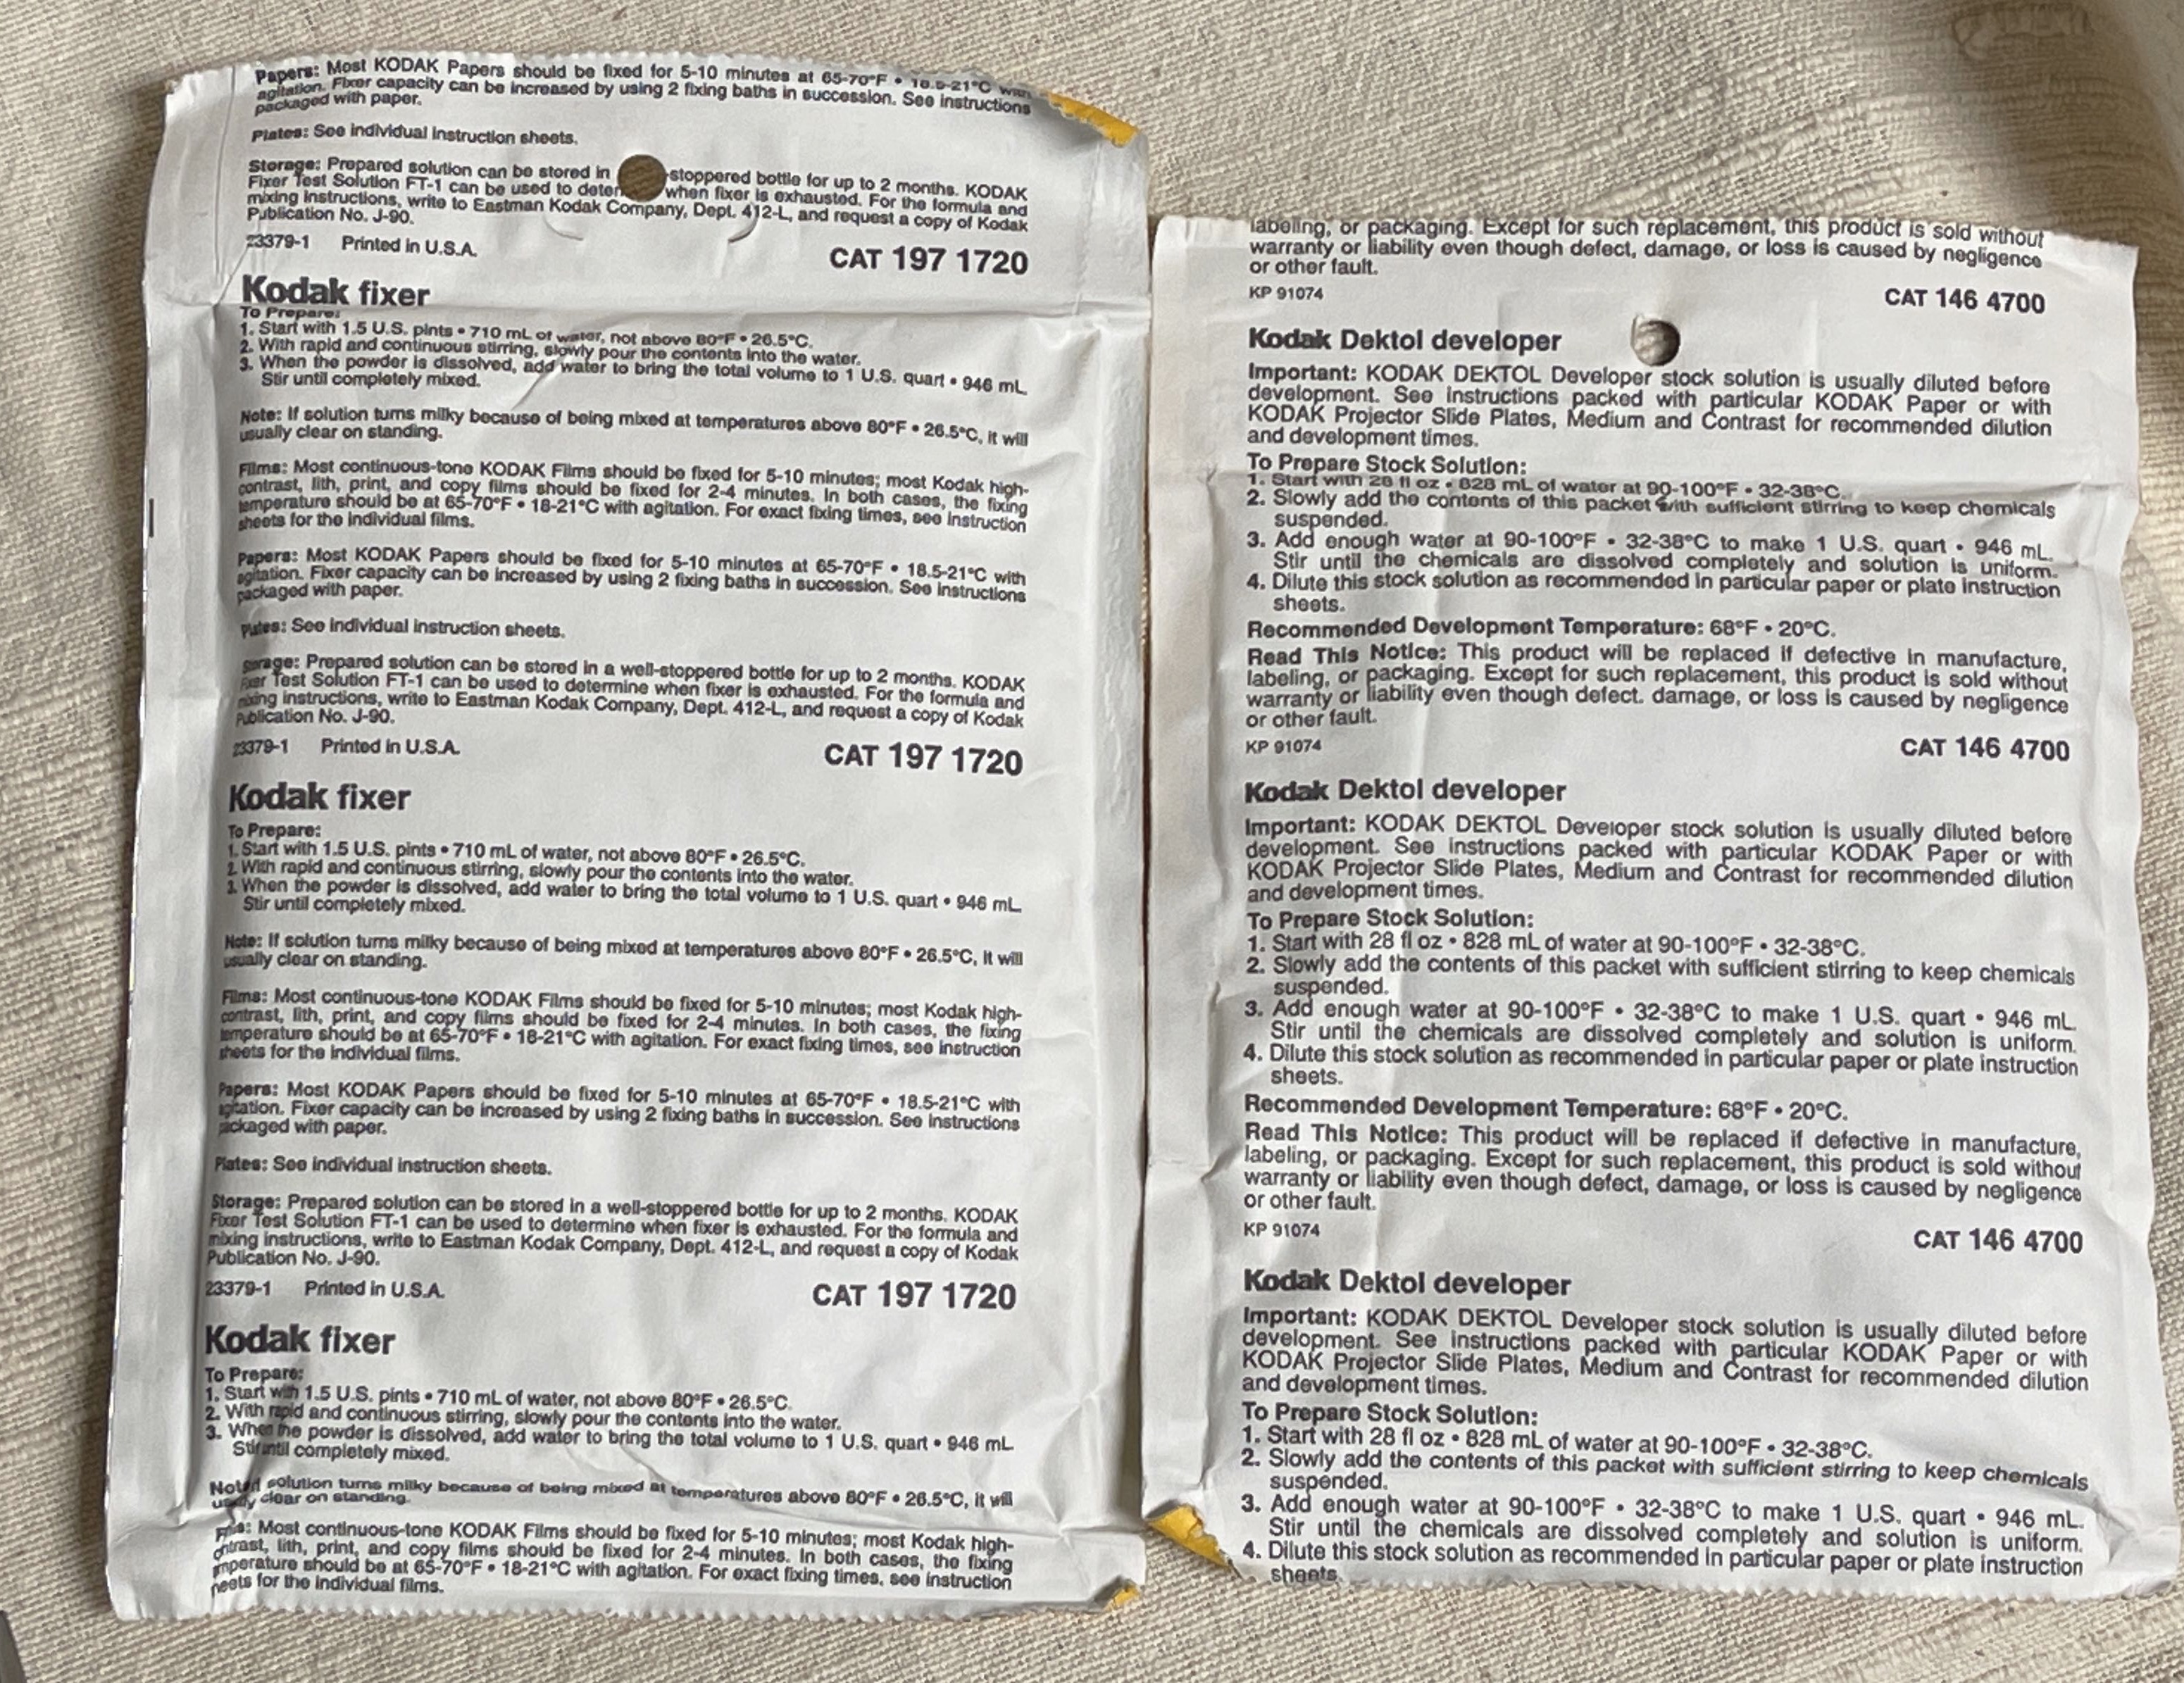 Papers: Most KODAK Papers should be fixed for 5-10 minutes at 65-70°F • 18.5-21°C with
agitation. Fixer capacity can be increased by using 2 fixing baths in succession. See instructions
packaged with paper.
Plates: See individual instruction sheets.
Storage: Prepared solution can be stored in stoppered bottle for up to 2 months. KODAK
Fixer Test Solution FT-1 can be used to deter when fixer is exhausted. For the formula and
mixing instructions, write to Eastman Kodak Company, Dept. 412-L, and request a copy of Kodak
Publication No. J-90.
23379-1 Printed in U.S.A.
CAT 197 1720
Kodak fixer
To Prepare:
1. Start with 1.5 U.S. pints • 710 mL of water, not above 80°F • 26.5°C.
2. With rapid and continuous stirring, slowly pour the contents into the water.
3. When the powder is dissolved, add water to bring the total volume to 1 U.S. quart • 946 mL.
Stir until completely mixed.
Note: If solution turns milky because of being mixed at temperatures above 80°F • 26.5°C, it will
usually clear on standing.
Films: Most continuous-tone KODAK Films should be fixed for 5-10 minutes; most Kodak high-
contrast, lith, print, and copy films should be fixed for 2-4 minutes. In both cases, the fixing
temperature should be at 65-70°F • 18-21°C with agitation. For exact fixing times, see instruction
sheets for the individual films.
Papers: Most KODAK Papers should be fixed for 5-10 minutes at 65-70°F • 18.5-21°C with
agitation. Fixer capacity can be increased by using 2 fixing baths in succession. See instructions
packaged with paper.
Plates: See individual instruction sheets.
Storage: Prepared solution can be stored in a well-stoppered bottle for up to 2 months. KODAK
Fixer Test Solution FT-1 can be used to determine when fixer is exhausted. For the formula and
mixing instructions, write to Eastman Kodak Company, Dept. 412-L, and request a copy of Kodak
Publication No. J-90.
23379-1 Printed in U.S.A.
CAT 197 1720
Kodak fixer
To Prepare:
1. Start with 1.5 U.S. pints • 710 mL of water, not above 80°F • 26.5°C.
2. With rapid and continuous stirring, slowly pour the contents into the water.
3. When the powder is dissolved, add water to bring the total volume to 1 U.S. quart • 946 mL.
Stir until completely mixed.
Note: If solution turns milky because of being mixed at temperatures above 80°F • 26.5°C, it will
usually clear on standing.
Films: Most continuous-tone KODAK Films should be fixed for 5-10 minutes; most Kodak high-
contrast, lith, print, and copy films should be fixed for 2-4 minutes. In both cases, the fixing
temperature should be at 65-70°F • 18-21°C with agitation. For exact fixing times, see instruction
sheets for the individual films.
Papers: Most KODAK Papers should be fixed for 5-10 minutes at 65-70°F • 18.5-21°C with
agitation. Fixer capacity can be increased by using 2 fixing baths in succession. See instructions
packaged with paper.
Plates: See individual instruction sheets.
Storage: Prepared solution can be stored in a well-stoppered bottle for up to 2 months. KODAK
Fixer Test Solution FT-1 can be used to determine when fixer is exhausted. For the formula and
mixing instructions, write to Eastman Kodak Company, Dept. 412-L, and request a copy of Kodak
Publication No. J-90.
23379-1 Printed in U.S.A.
CAT 197 1720
Kodak fixer
To Prepare:
1. Start with 1.5 U.S. pints • 710 mL of water, not above 80°F • 26.5°C.
2. With rapid and continuous stirring, slowly pour the contents into the water.
3. When the powder is dissolved, add water to bring the total volume to 1 U.S. quart • 946 mL.
Stir until completely mixed.
Note: If solution turns milky because of being mixed at temperatures above 80°F • 26.5°C, it will
usually clear on standing.
Films: Most continuous-tone KODAK Films should be fixed for 5-10 minutes; most Kodak high-
contrast, lith, print, and copy films should be fixed for 2-4 minutes. In both cases, the fixing
temperature should be at 65-70°F • 18-21°C with agitation. For exact fixing times, see instruction
sheets for the individual films.
labeling, or packaging. Except for such replacement, this product is sold without
warranty or liability even though defect, damage, or loss is caused by negligence
or other fault.
KP 91074
CAT 146 4700
Kodak Dektol developer
Important: KODAK DEKTOL Developer stock solution is usually diluted before
development. See instructions packed with particular KODAK Paper or with
KODAK Projector Slide Plates, Medium and Contrast for recommended dilution
and development times.
To Prepare Stock Solution:
1. Start with 28 fl oz • 828 mL of water at 90-100°F • 32-38°C.
2. Slowly add the contents of this packet with sufficient stirring to keep chemicals
suspended.
3. Add enough water at 90-100°F • 32-38°C to make 1 U.S. quart • 946 mL.
Stir until the chemicals are dissolved completely and solution is uniform.
4. Dilute this stock solution as recommended in particular paper or plate instruction
sheets.
Recommended Development Temperature: 68°F • 20°C.
Read This Notice: This product will be replaced if defective in manufacture,
labeling, or packaging. Except for such replacement, this product is sold without
warranty or liability even though defect. damage, or loss is caused by negligence
or other fault.
KP 91074
CAT 146 4700
Kodak Dektol developer
Important: KODAK DEKTOL Developer stock solution is usually diluted before
development. See instructions packed with particular KODAK Paper or with
KODAK Projector Slide Plates, Medium and Contrast for recommended dilution
and development times.
To Prepare Stock Solution:
1. Start with 28 fl oz • 828 mL of water at 90-100°F • 32-38°C.
2. Slowly add the contents of this packet with sufficient stirring to keep chemicals
suspended.
3. Add enough water at 90-100°F • 32-38°C to make 1 U.S. quart • 946 mL.
Stir until the chemicals are dissolved completely and solution is uniform.
4. Dilute this stock solution as recommended in particular paper or plate instruction
sheets.
Recommended Development Temperature: 68°F • 20°C.
Read This Notice: This product will be replaced if defective in manufacture,
labeling, or packaging. Except for such replacement, this product is sold without
warranty or liability even though defect, damage, or loss is caused by negligence
or other fault.
KP 91074
CAT 146 4700
Kodak Dektol developer
Important: KODAK DEKTOL Developer stock solution is usually diluted before
development. See instructions packed with particular KODAK Paper or with
KODAK Projector Slide Plates, Medium and Contrast for recommended dilution
and development times.
To Prepare Stock Solution:
1. Start with 28 fl oz • 828 mL of water at 90-100°F • 32-38°C.
2. Slowly add the contents of this packet with sufficient stirring to keep chemicals
suspended.
3. Add enough water at 90-100°F • 32-38°C to make 1 U.S. quart • 946 mL.
Stir until the chemicals are dissolved completely and solution is uniform.
4. Dilute this stock solution as recommended in particular paper or plate instruction
sheets.